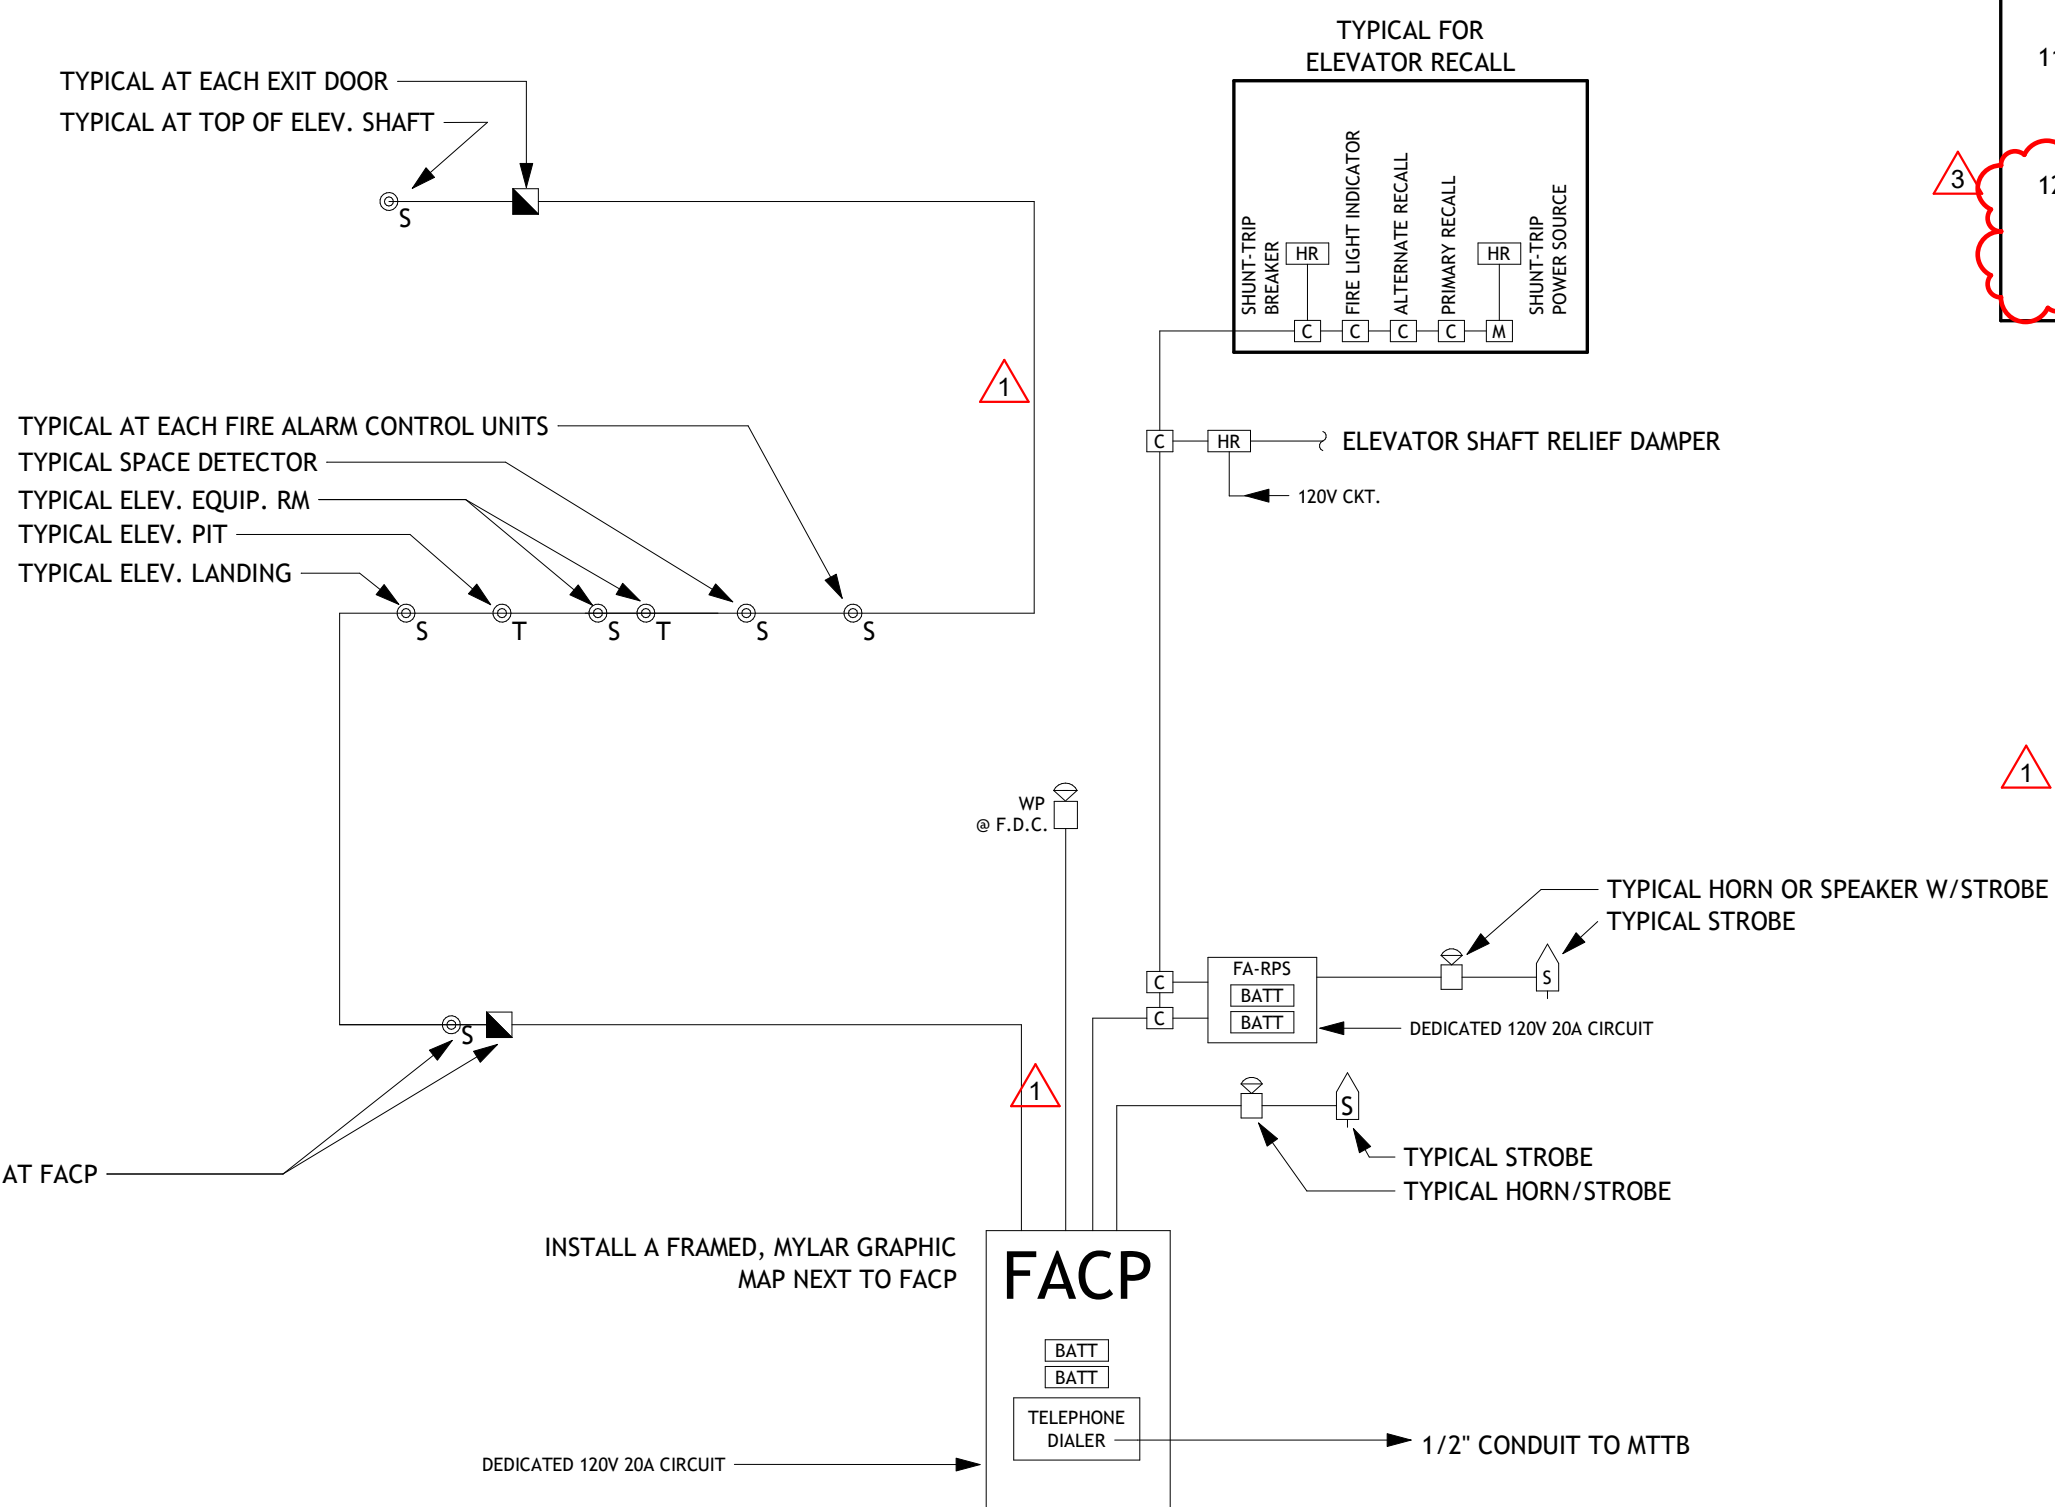 TYPICAL FOR
ELEVATOR RECALL
TYPICAL AT EACH EXIT DOOR
TYPICAL AT TOP OF ELEV. SHAFT
S
SHUNT-TRIP
BREAKER
HR
FIRE LIGHT INDICATOR
ALTERNATE RECALL
PRIMARY RECALL
HR
SHUNT-TRIP
POWER SOURCE
C
C
C
C
M
3
1
TYPICAL AT EACH FIRE ALARM CONTROL UNITS
TYPICAL SPACE DETECTOR
TYPICAL ELEV. EQUIP. RM
TYPICAL ELEV. PIT
TYPICAL ELEV. LANDING
C
HR
ELEVATOR SHAFT RELIEF DAMPER
120V CKT.
S
T
S
T
S
S
1
WP
@ F.D.C.
TYPICAL HORN OR SPEAKER W/STROBE
TYPICAL STROBE
C
C
FA-RPS
BATT
BATT
S
DEDICATED 120V 20A CIRCUIT
S
1
S
TYPICAL STROBE
TYPICAL HORN/STROBE
AT FACP
INSTALL A FRAMED, MYLAR GRAPHIC
MAP NEXT TO FACP
FACP
BATT
BATT
TELEPHONE
DIALER
1/2" CONDUIT TO MTTB
DEDICATED 120V 20A CIRCUIT